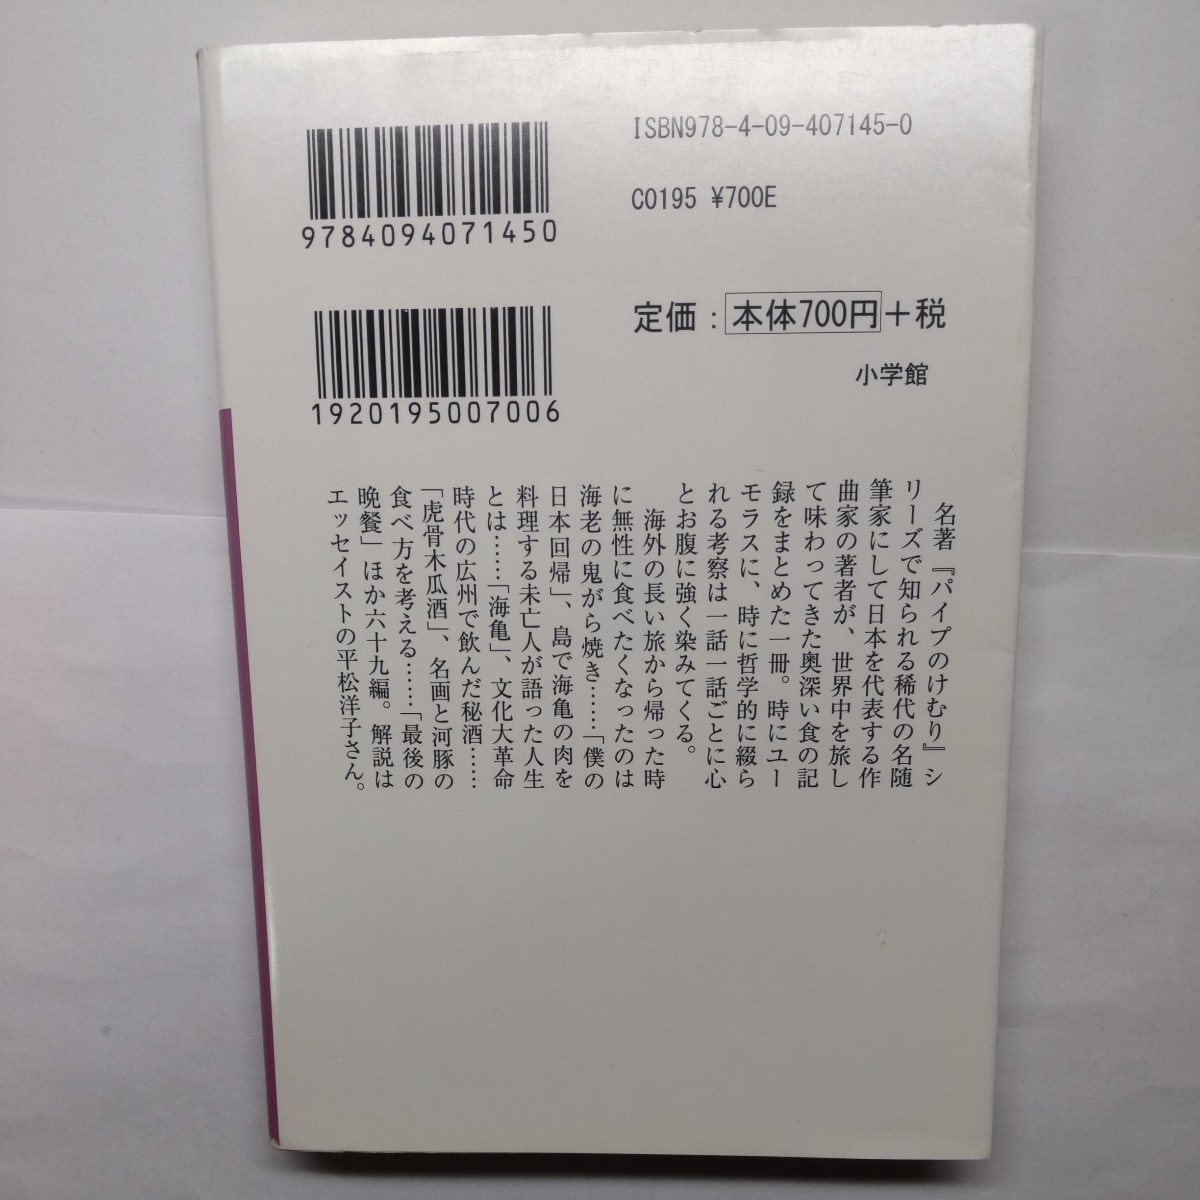 ISBN978-4-09-407145-0
C0195 ¥700E
9784094071450
定価：本体700円＋税
小学館
1920195007006
名著『パイプのけむり』シ
リーズで知られる稀代の名随
筆家にして日本を代表する作
曲家の著者が、世界中を旅し
て味わってきた奥深い食の記
録をまとめた一冊。時にユー
モラスに、時に哲学的に綴ら
れる考察は一話一話ごとに心
とお腹に強く染みてくる。
海外の長い旅から帰った時
に無性に食べたくなったのは
海老の鬼がら焼き……「僕の
日本回帰」、島で海亀の肉を
料理する未亡人が語った人生
とは……「海亀」、文化大革命
時代の広州で飲んだ秘酒……
「虎骨木瓜酒」、名画と河豚の
食べ方を考える……「最後の
晩餐」ほか六十九編。解説は
エッセイストの平松洋子さん。